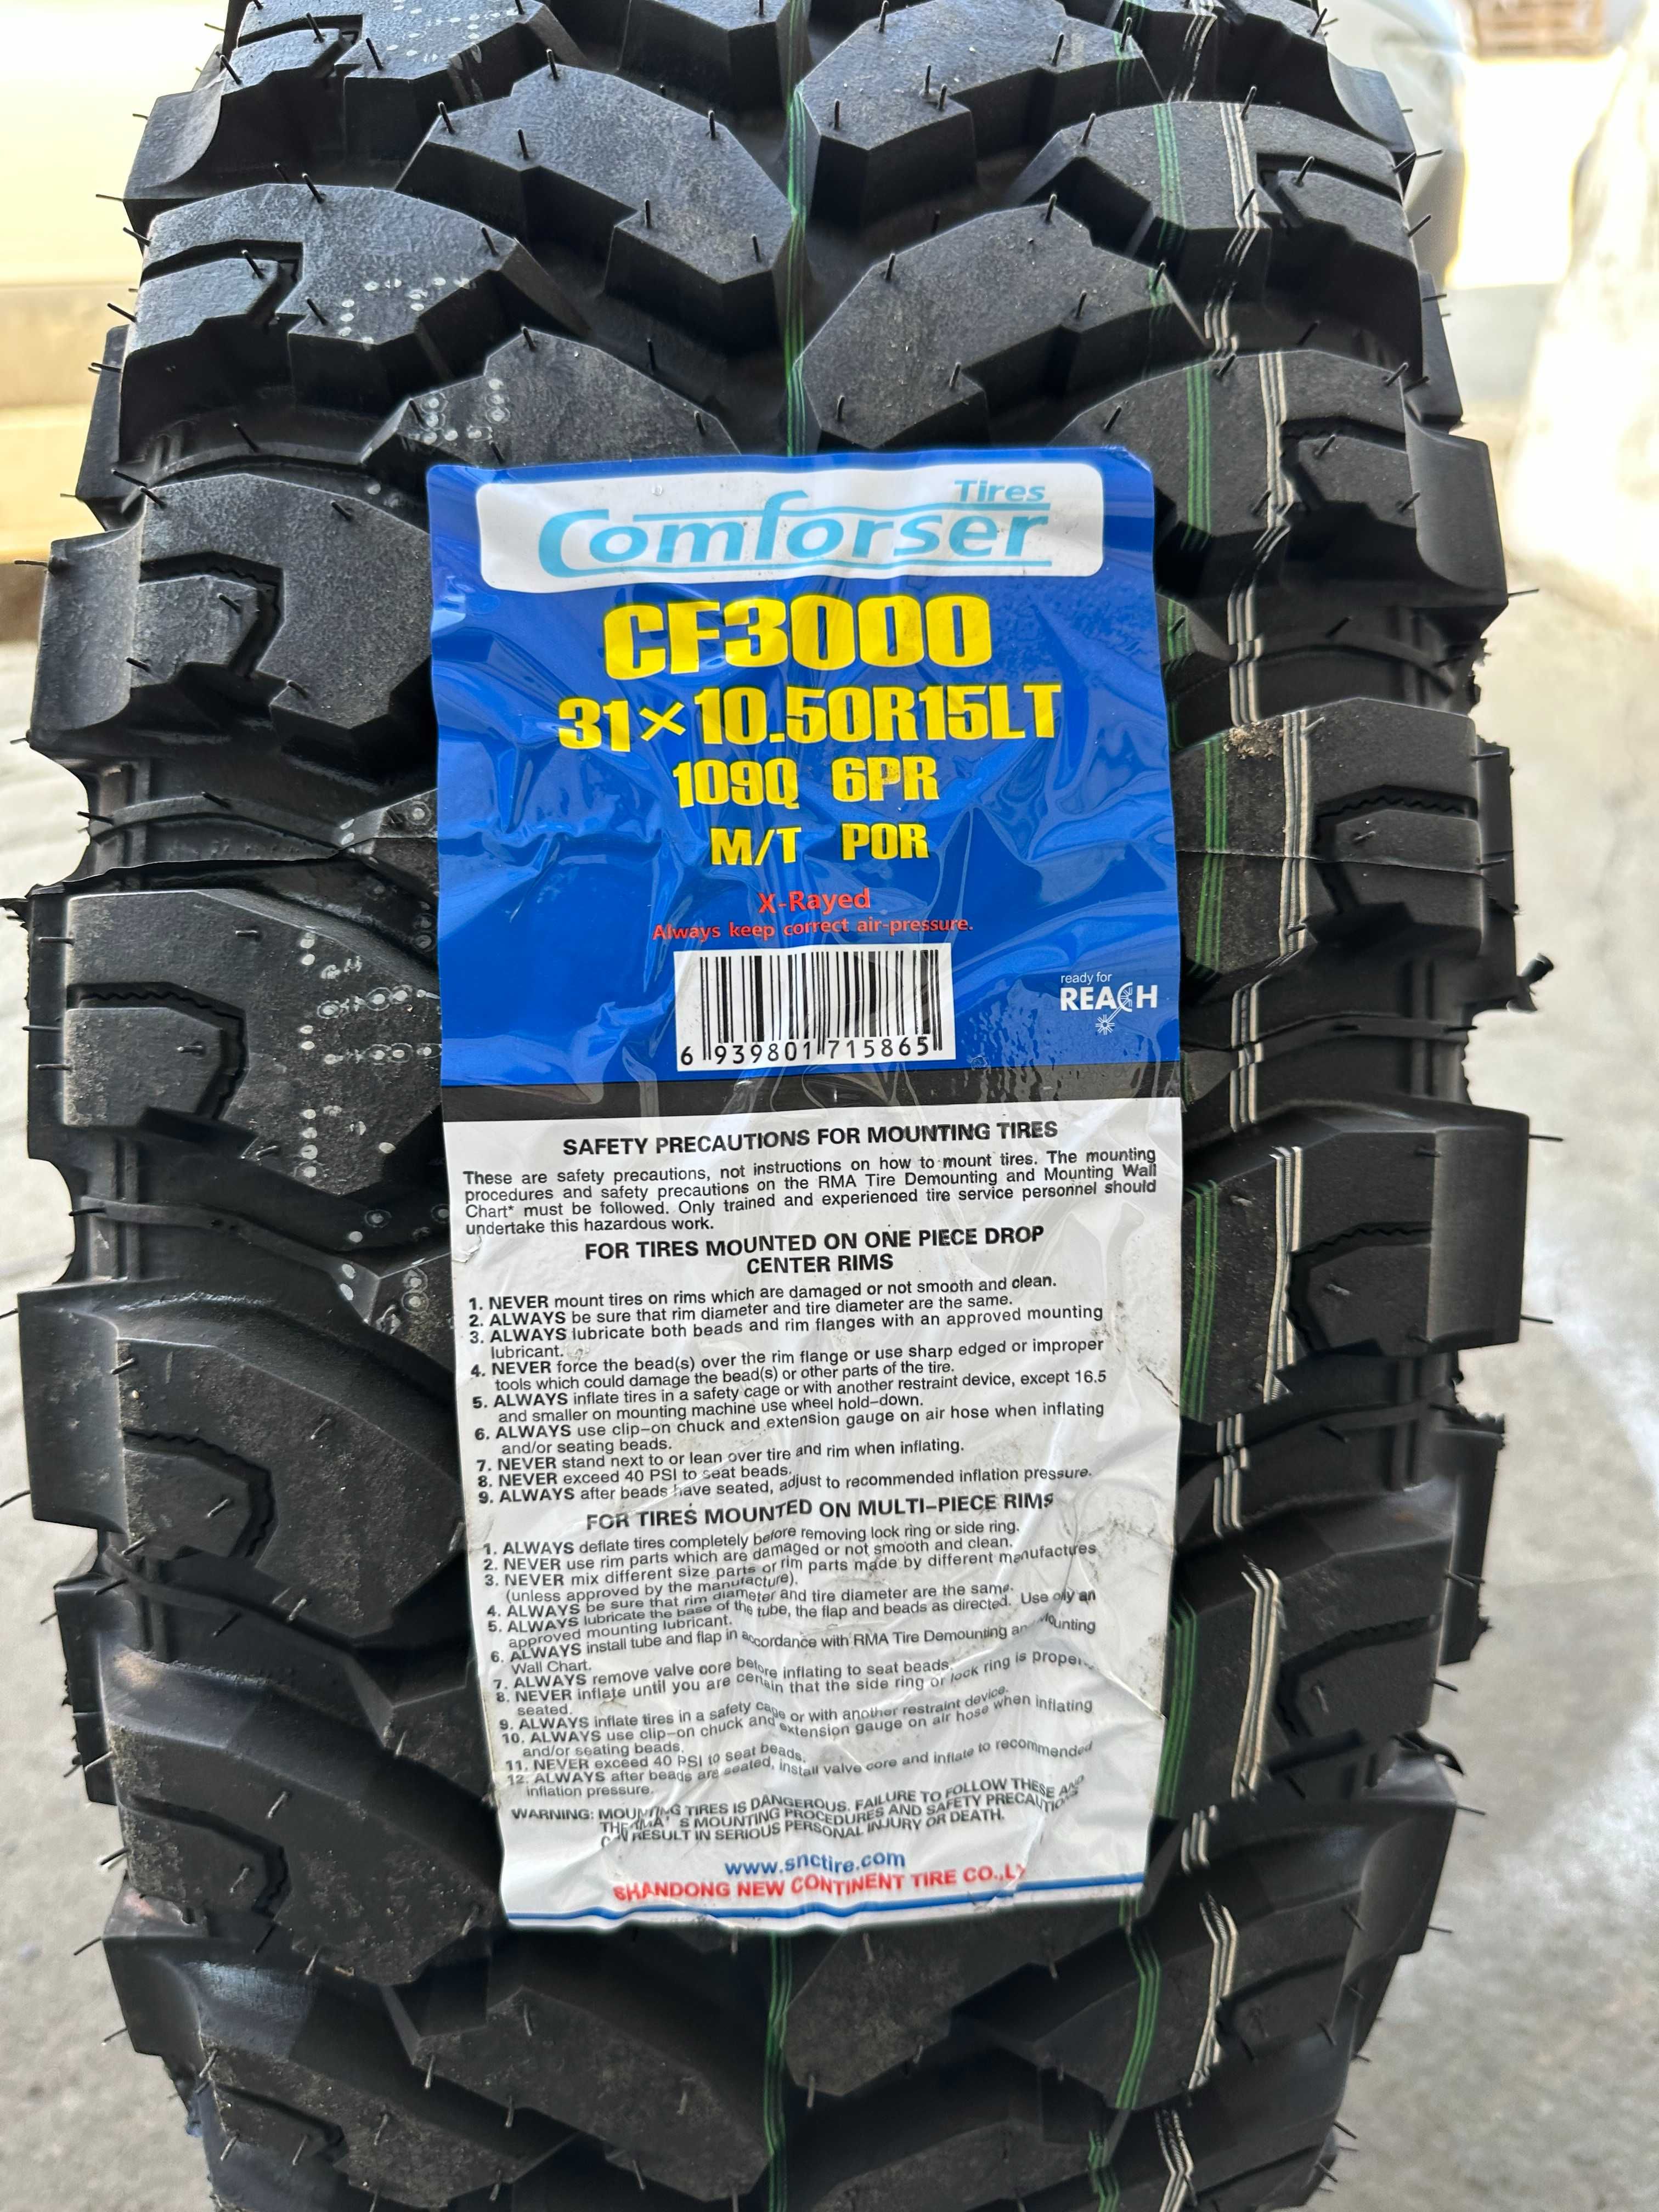 Tires
Comforser
CF3000
31×10.50R15LT
109Q 6PR
M/T POR
X-Rayed
Always keep correct air-pressure.
ready for
REACH
6 939801 715865
SAFETY PRECAUTIONS FOR MOUNTING TIRES
These are safety precautions, not instructions on how to mount tires. The mounting
procedures and safety precautions on the RMA Tire Demounting and Mounting Wall
Chart* must be followed. Only trained and experienced tire service personnel should
undertake this hazardous work.
FOR TIRES MOUNTED ON ONE PIECE DROP
CENTER RIMS
1. NEVER mount tires on rims which are damaged or not smooth and clean.
2. ALWAYS be sure that rim diameter and tire diameter are the same.
3. ALWAYS lubricate both beads and rim flanges with an approved mounting
lubricant.
4. NEVER force the bead(s) over the rim flange or use sharp edged or improper
tools which could damage the bead(s) or other parts of the tire.
5. ALWAYS inflate tires in a safety cage or with another restraint device, except 16.5
and smaller on mounting machine use wheel hold-down.
6. ALWAYS use clip-on chuck and extension gauge on air hose when inflating
and/or seating beads.
7. NEVER stand next to or lean over tire and rim when inflating.
8. NEVER exceed 40 PSI to seat beads.
9. ALWAYS after beads have seated, adjust to recommended inflation pressure.
FOR TIRES MOUNTED ON MULTI-PIECE RIMS
1. ALWAYS deflate tires completely before removing lock ring or side ring.
2. NEVER use rim parts which are damaged or not smooth and clean.
3. NEVER mix different size parts or rim parts made by different manufactures
(unless approved by the manufacture).
4. ALWAYS be sure that rim diameter and tire diameter are the same.
5. ALWAYS lubricate the base of the tube, the flap and beads as directed. Use only an
approved mounting lubricant.
6. ALWAYS install tube and flap in accordance with RMA Tire Demounting and Mounting
Wall Chart.
7. ALWAYS remove valve core before inflating to seat beads.
8. NEVER inflate until you are certain that the side ring or lock ring is
seated.
9. ALWAYS inflate tires in a safety cage or with another restraint device.
10. ALWAYS use clip-on chuck and extension gauge on air hose when inflating
and/or seating beads.
11. NEVER exceed 40 PSI to seat beads.
12. ALWAYS after beads are seated, install valve core and inflate to recommended
inflation pressure.
WARNING: MOUNTING TIRES IS DANGEROUS. FAILURE TO FOLLOW THESE AND
THE S MOUNTING PROCEDURES AND SAFETY PRECAUTIONS
CAN RESULT IN SERIOUS PERSONAL INJURY OR DEATH.
www.snctire.com
SHANDONG NEW CONTINENT TIRE CO.,